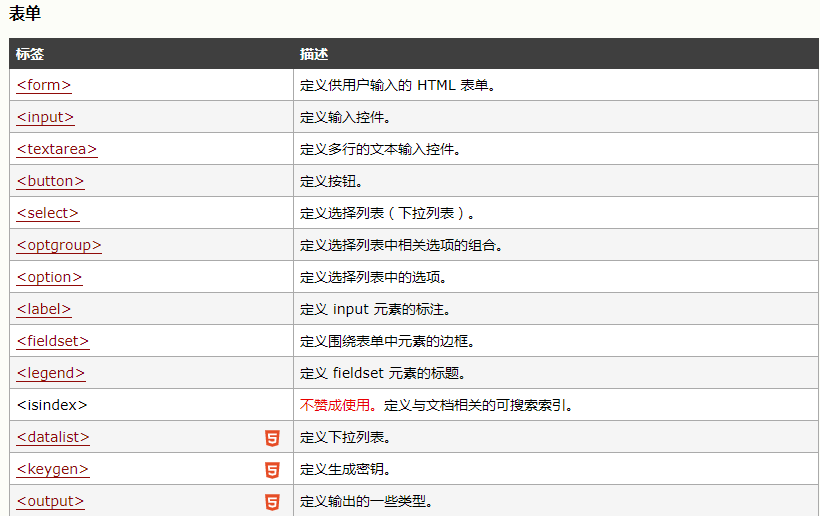 表单
标签 描述
<form> 定义供用户输入的 HTML 表单。
<input> 定义输入控件。
<textarea> 定义多行的文本输入控件。
<button> 定义按钮。
<select> 定义选择列表（下拉列表）。
<optgroup> 定义选择列表中相关选项的组合。
<option> 定义选择列表中的选项。
<label> 定义 input 元素的标注。
<fieldset> 定义围绕表单中元素的边框。
<legend> 定义 fieldset 元素的标题。
<isindex> 不赞成使用。定义与文档相关的可搜索索引。
<datalist> 5 定义下拉列表。
<keygen> 5 定义生成密钥。
<output> 5 定义输出的一些类型。